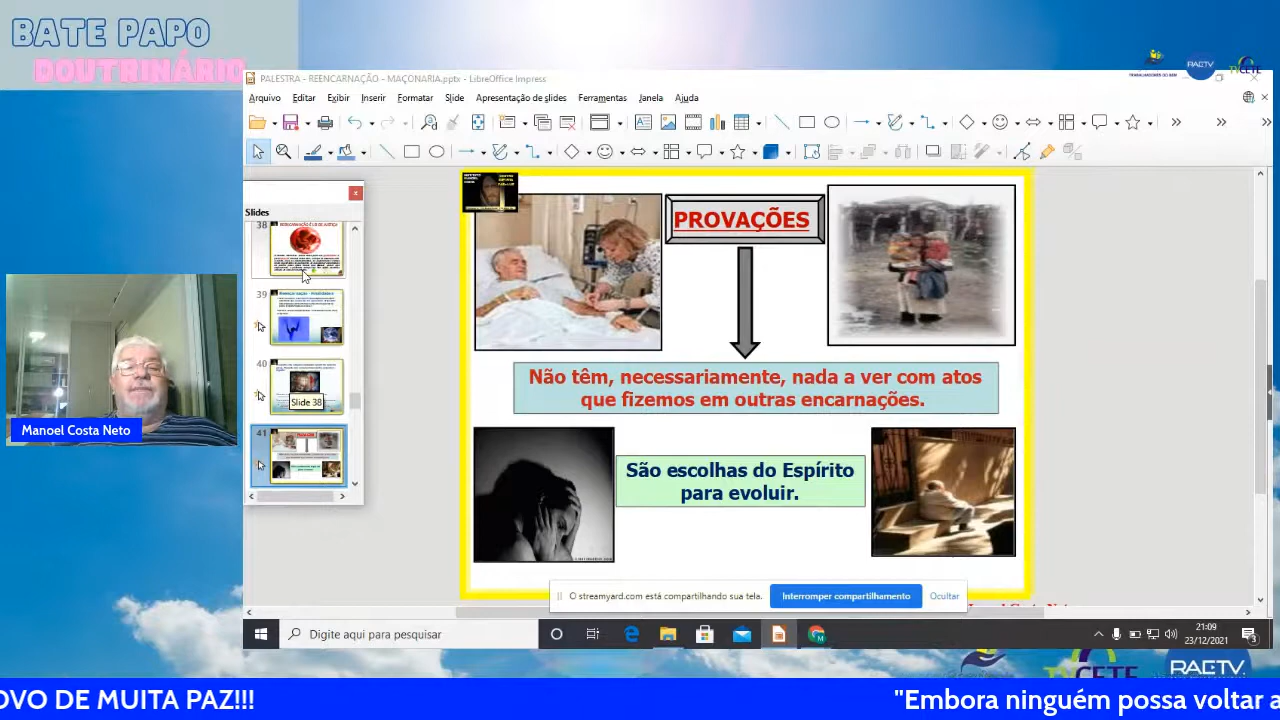 BATE PAPO
DOUTRINÁRIO
RAETV
PALESTRA - REENCARNAÇÃO - MAÇONARIA.pptx - LibreOffice Impress
Arquivo Editar Exibir Inserir Formatar Slide Apresentação de slides Ferramentas Janela Ajuda
Slides
38
39
40
Slide 38
41
PROVAÇÕES
Não têm, necessariamente, nada a ver com atos
que fizemos em outras encarnações.
São escolhas do Espírito
para evoluir.
Manoel Costa Neto
O streamyard.com está compartilhando sua tela.
Interromper compartilhamento
Ocultar
Digite aqui para pesquisar
21:09
23/12/2021
3
RAETV
OVO DE MUITA PAZ!!!
"Embora ninguém possa voltar a